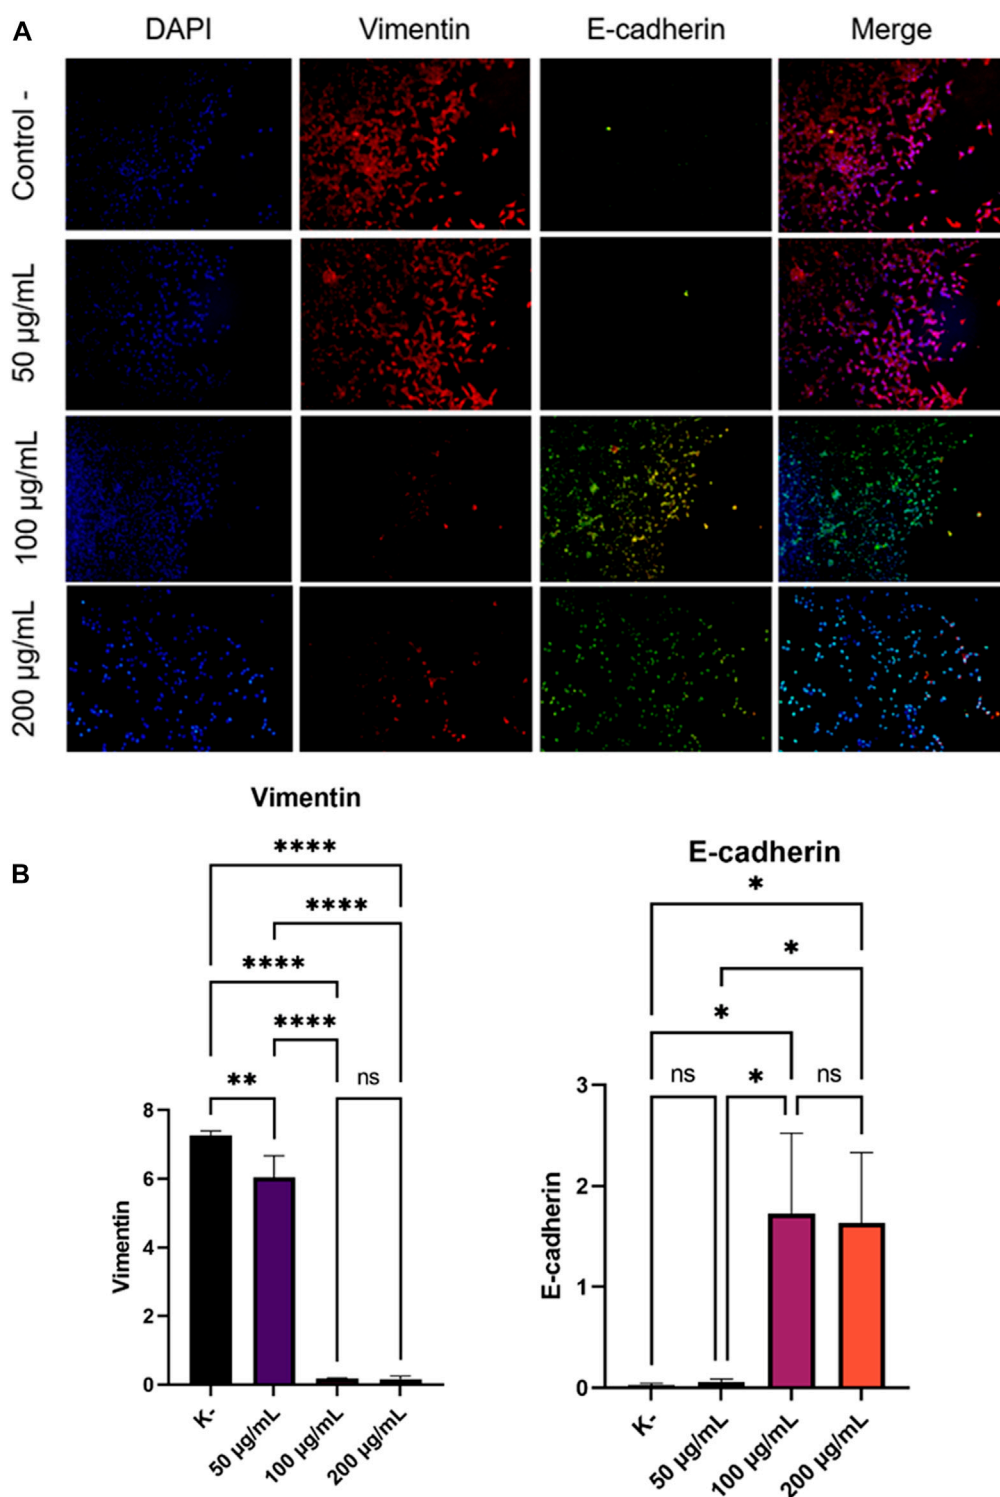 A
DAPI Vimentin E-cadherin Merge
Control -
50 µg/mL
100 µg/mL
200 µg/mL
B
Vimentin
****
****
****
****
** ns
8
6
4
2
0
Vimentin
K- 50 µg/mL 100 µg/mL 200 µg/mL
E-cadherin
*
*
*
ns * ns
3
2
1
0
E-cadherin
K- 50 µg/mL 100 µg/mL 200 µg/mL